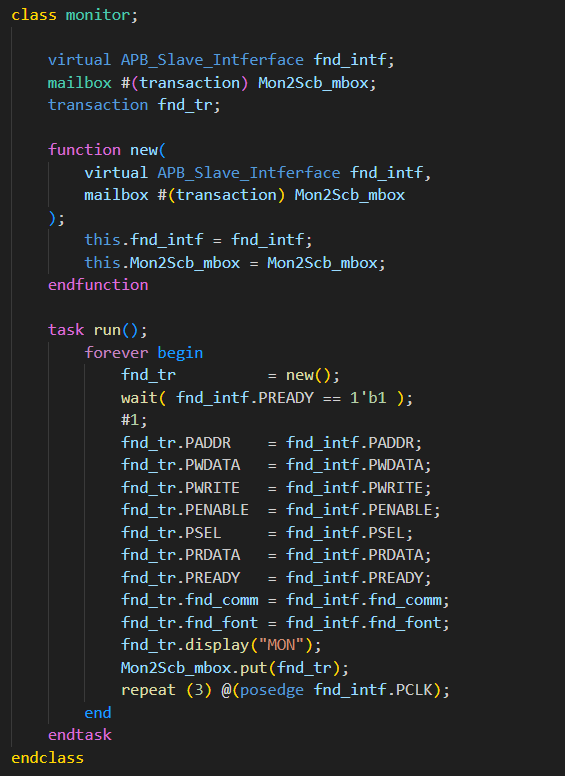 class monitor;
virtual APB_Slave_Intferface fnd_intf;
mailbox #(transaction) Mon2Scb_mbox;
transaction fnd_tr;
function new(
virtual APB_Slave_Intferface fnd_intf,
mailbox #(transaction) Mon2Scb_mbox
);
this.fnd_intf = fnd_intf;
this.Mon2Scb_mbox = Mon2Scb_mbox;
endfunction
task run();
forever begin
fnd_tr = new();
wait( fnd_intf.PREADY == 1'b1 );
#1;
fnd_tr.PADDR = fnd_intf.PADDR;
fnd_tr.PWDATA = fnd_intf.PWDATA;
fnd_tr.PWRITE = fnd_intf.PWRITE;
fnd_tr.PENABLE = fnd_intf.PENABLE;
fnd_tr.PSEL = fnd_intf.PSEL;
fnd_tr.PRDATA = fnd_intf.PRDATA;
fnd_tr.PREADY = fnd_intf.PREADY;
fnd_tr.fnd_comm = fnd_intf.fnd_comm;
fnd_tr.fnd_font = fnd_intf.fnd_font;
fnd_tr.display("MON");
Mon2Scb_mbox.put(fnd_tr);
repeat (3) @(posedge fnd_intf.PCLK);
end
endtask
endclass